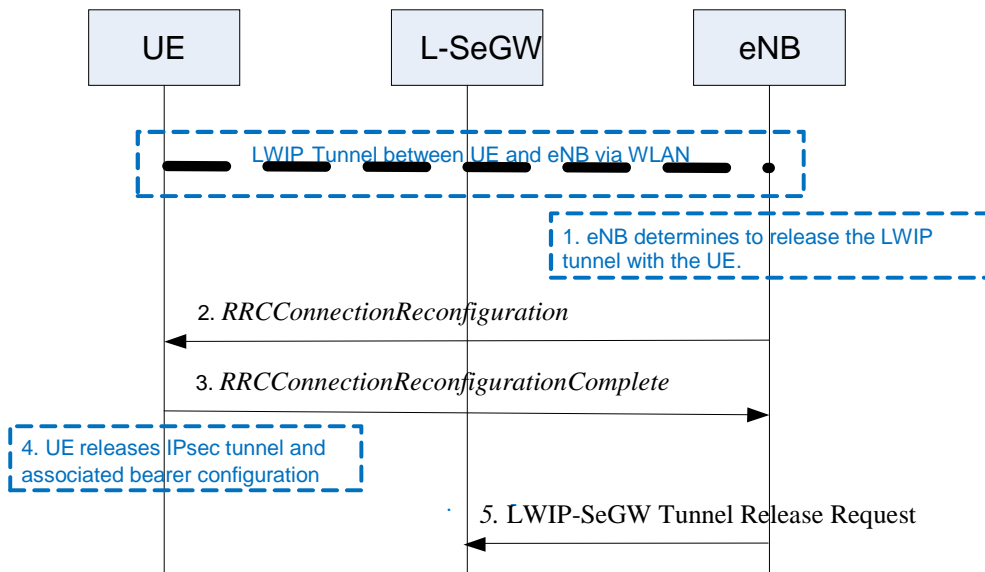 UE
L-SeGW
eNB
LWIP Tunnel between UE and eNB via WLAN
1. eNB determines to release the LWIP
tunnel with the UE.
2. RRCConnectionReconfiguration
3. RRCConnectionReconfigurationComplete
4. UE releases IPsec tunnel and
associated bearer configuration
5. LWIP-SeGW Tunnel Release Request